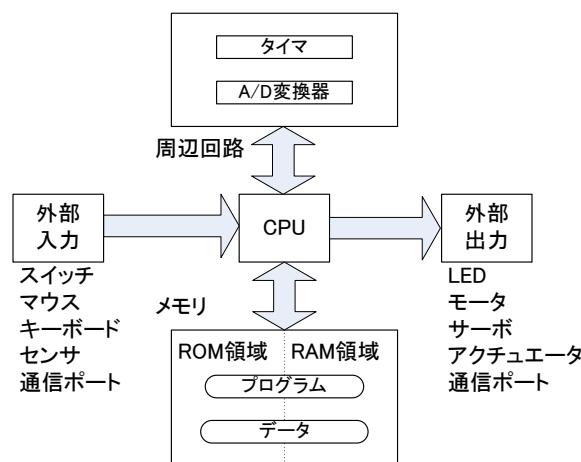 タイマ
A/D変換器
周辺回路
外部
入力
CPU
外部
出力
スイッチ
マウス
キーボード
センサ
通信ポート
LED
モータ
サーボ
アクチュエータ
通信ポート
メモリ
ROM領域 RAM領域
プログラム
データ